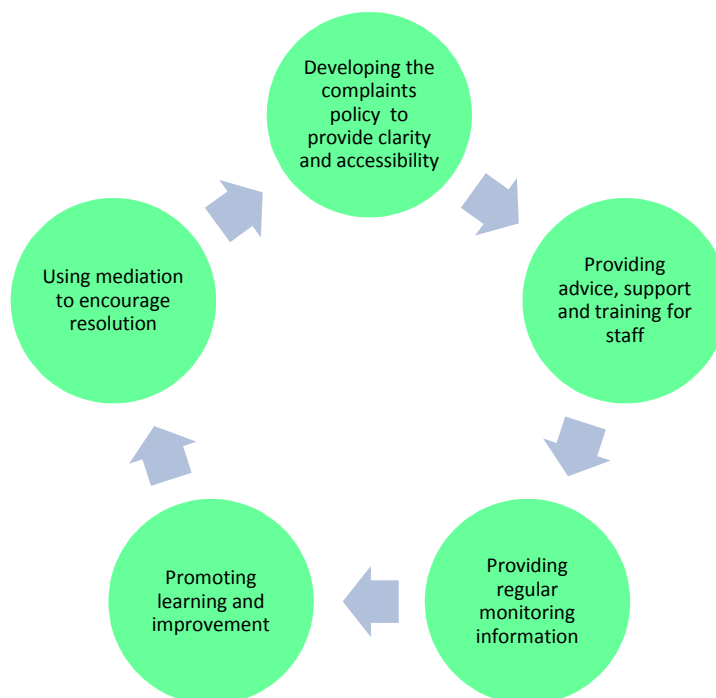 Developing the
complaints
policy to
provide clarity
and accessibility
Providing
advice, support
and training for
staff
Providing
regular
monitoring
information
Promoting
learning and
improvement
Using mediation
to encourage
resolution